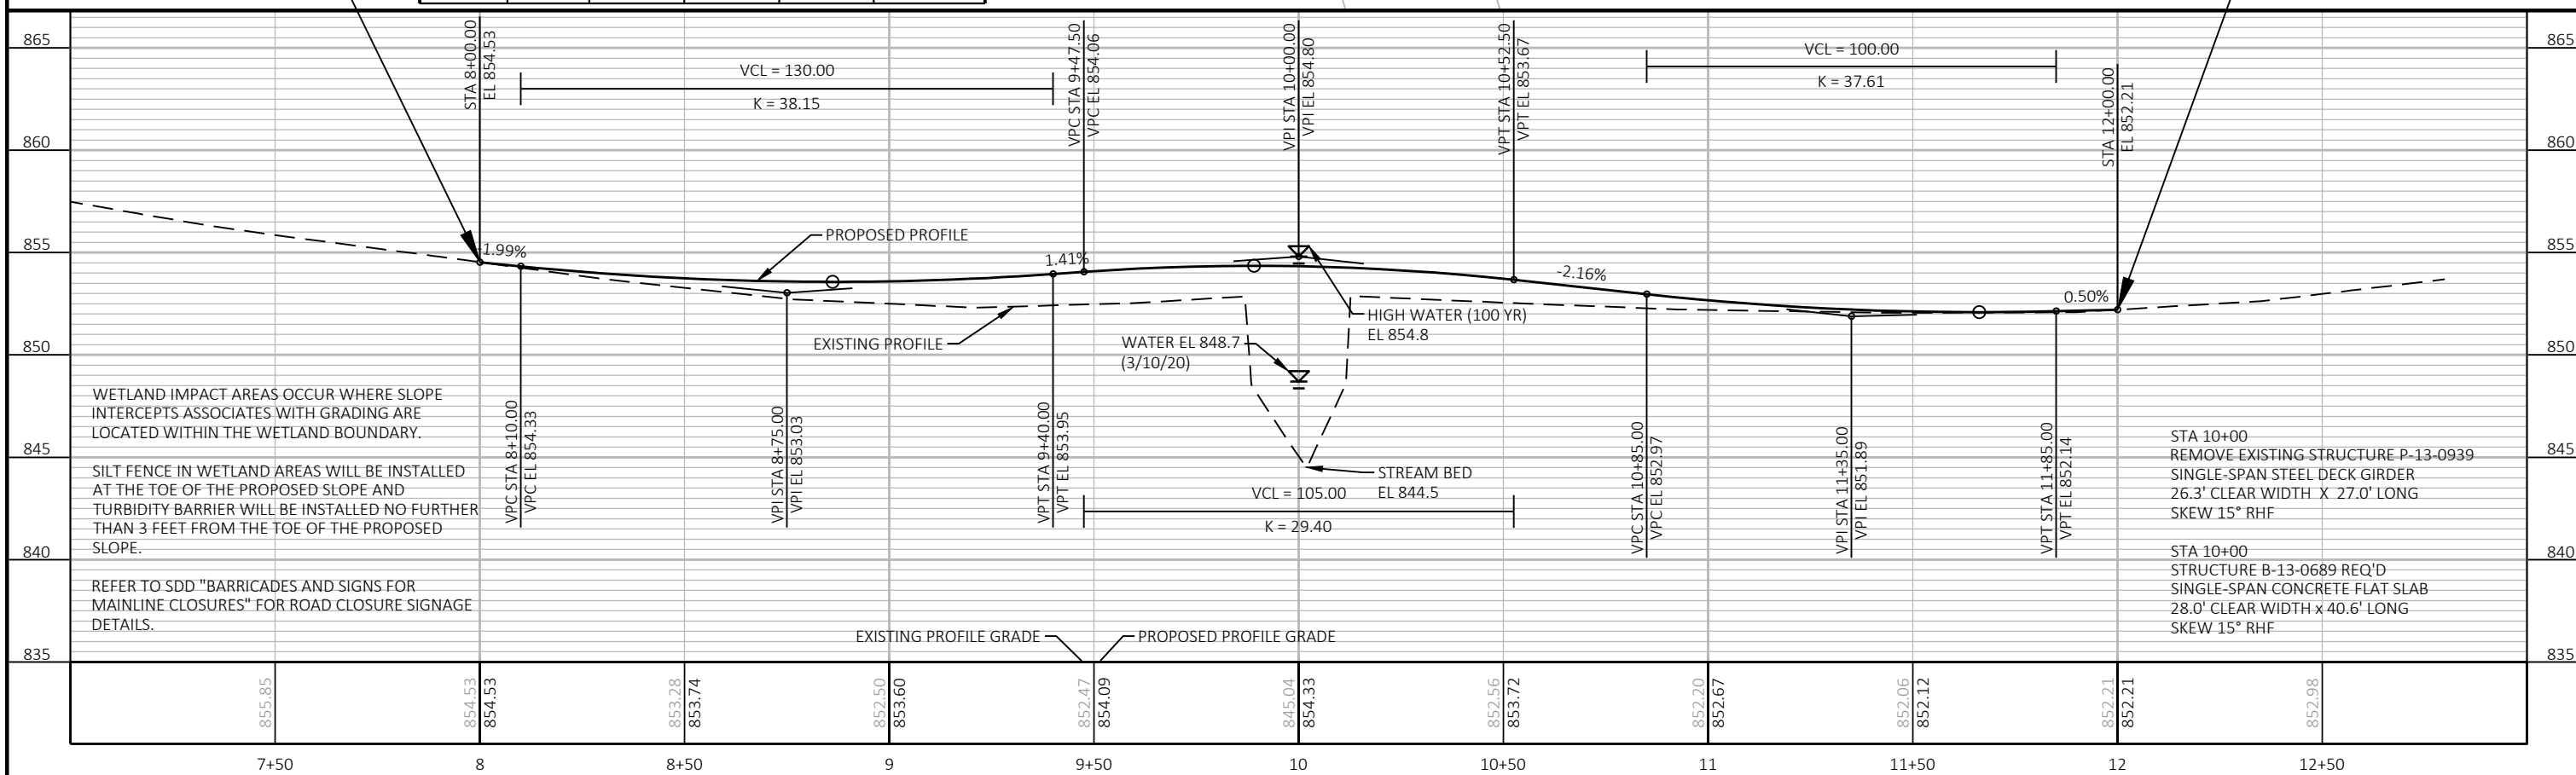 865
860
855
850
845
840
835
STA 8+00.00
EL 854.53
VCL = 130.00
K = 38.15
VPC STA 9+47.50
VPC EL 854.06
VPI STA 10+00.00
VPI EL 854.80
VPT STA 10+52.50
VPT EL 853.67
VCL = 100.00
K = 37.61
STA 12+00.00
EL 852.21
865
860
855
850
845
840
835
-1.99%
PROPOSED PROFILE
1.41%
-2.16%
0.50%
HIGH WATER (100 YR)
EL 854.8
EXISTING PROFILE
WATER EL 848.7
(3/10/20)
STREAM BED
EL 844.5
VCL = 105.00
K = 29.40
VPC STA 8+10.00
VPC EL 854.33
VPI STA 8+75.00
VPI EL 853.03
VPT STA 9+40.00
VPT EL 853.95
VPC STA 10+85.00
VPC EL 852.97
VPI STA 11+35.00
VPI EL 851.89
VPT STA 11+85.00
VPT EL 852.14
WETLAND IMPACT AREAS OCCUR WHERE SLOPE
INTERCEPTS ASSOCIATES WITH GRADING ARE
LOCATED WITHIN THE WETLAND BOUNDARY.
SILT FENCE IN WETLAND AREAS WILL BE INSTALLED
AT THE TOE OF THE PROPOSED SLOPE AND
TURBIDITY BARRIER WILL BE INSTALLED NO FURTHER
THAN 3 FEET FROM THE TOE OF THE PROPOSED
SLOPE.
REFER TO SDD "BARRICADES AND SIGNS FOR
MAINLINE CLOSURES" FOR ROAD CLOSURE SIGNAGE
DETAILS.
STA 10+00
REMOVE EXISTING STRUCTURE P-13-0939
SINGLE-SPAN STEEL DECK GIRDER
26.3' CLEAR WIDTH X 27.0' LONG
SKEW 15° RHF
STA 10+00
STRUCTURE B-13-0689 REQ'D
SINGLE-SPAN CONCRETE FLAT SLAB
28.0' CLEAR WIDTH x 40.6' LONG
SKEW 15° RHF
EXISTING PROFILE GRADE
PROPOSED PROFILE GRADE
855.85
854.53
854.53
853.28
853.74
852.50
853.60
852.47
854.09
845.04
854.33
852.56
853.72
852.20
852.67
852.06
852.12
852.21
852.21
852.98
7+50
8
8+50
9
9+50
10
10+50
11
11+50
12
12+50